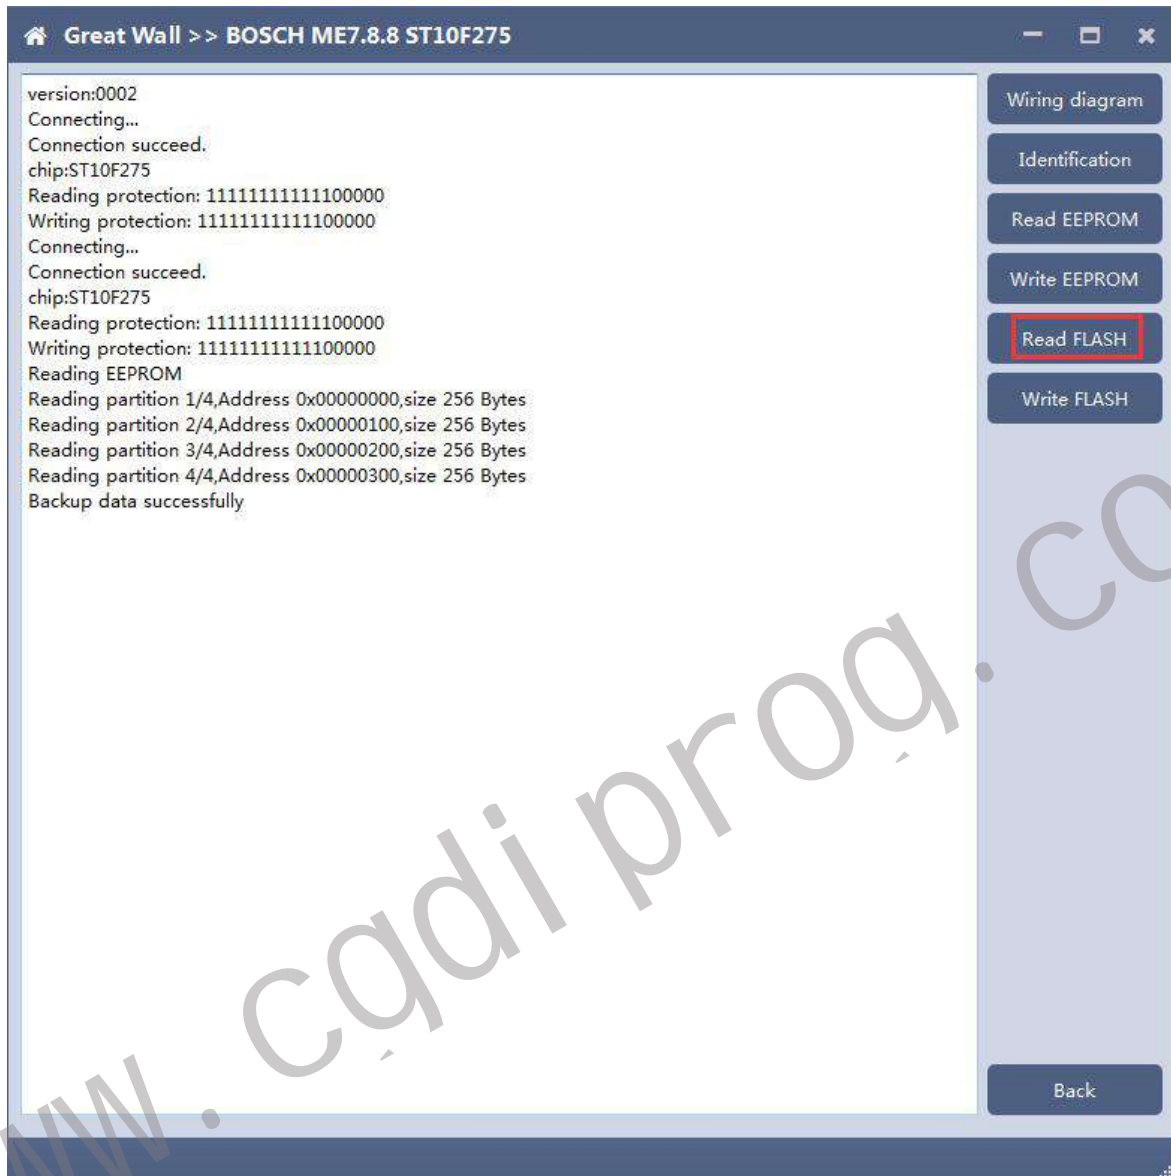 Great Wall >> BOSCH ME7.8.8 ST10F275
version:0002
Connecting...
Connection succeed.
chip:ST10F275
Reading protection: 11111111111100000
Writing protection: 11111111111100000
Connecting...
Connection succeed.
chip:ST10F275
Reading protection: 11111111111100000
Writing protection: 11111111111100000
Reading EEPROM
Reading partition 1/4,Address 0x00000000,size 256 Bytes
Reading partition 2/4,Address 0x00000100,size 256 Bytes
Reading partition 3/4,Address 0x00000200,size 256 Bytes
Reading partition 4/4,Address 0x00000300,size 256 Bytes
Backup data successfully
Wiring diagram
Identification
Read EEPROM
Write EEPROM
Read FLASH
Write FLASH
Back